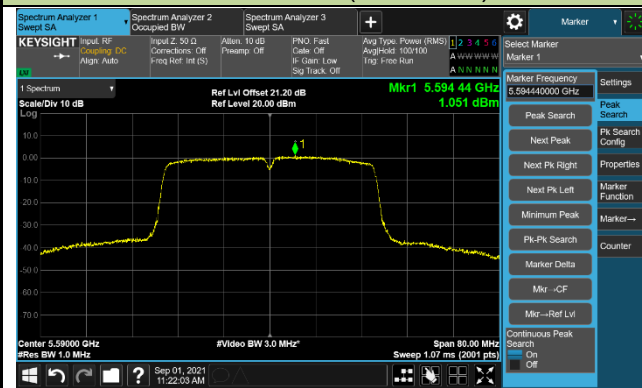 Spectrum Analyzer 1
Swept SA
Spectrum Analyzer 2
Occupied BW
Spectrum Analyzer 3
Swept SA
+
Marker
KEYSIGHT
Input: RF
Coupling: DC
Align: Auto
Input Z: 50 Ω
Corrections: Off
Freq Ref: Int (S)
Atten: 10 dB
Preamp: Off
PNO: Fast
Gate: Off
IF Gain: Low
Sig Track: Off
Avg Type: Power (RMS)
Avg|Hold: 100/100
Trig: Free Run
1 2 3 4 5 6
A W W W W W
A N N N N N
Select Marker
Marker 1
1 Spectrum
Scale/Div 10 dB
Log
Ref Lvl Offset 21.20 dB
Ref Level 20.00 dBm
Mkr1 5.594 44 GHz
1.051 dBm
1
10.0
0.00
10.0
20.0
30.0
40.0
50.0
60.0
70.0
Center 5.59000 GHz
#Res BW 1.0 MHz
#Video BW 3.0 MHz*
Span 80.00 MHz
Sweep 1.07 ms (2001 pts)
Marker Frequency
5.594440000 GHz
Peak Search
Next Peak
Next Pk Right
Next Pk Left
Minimum Peak
Pk-Pk Search
Marker Delta
Mkr→CF
Mkr→Ref Lvl
Continuous Peak
Search
On
Off
Settings
Peak
Search
Pk Search
Config
Properties
Marker
Function
Marker→
Counter
?
Sep 01, 2021
11:22:03 AM